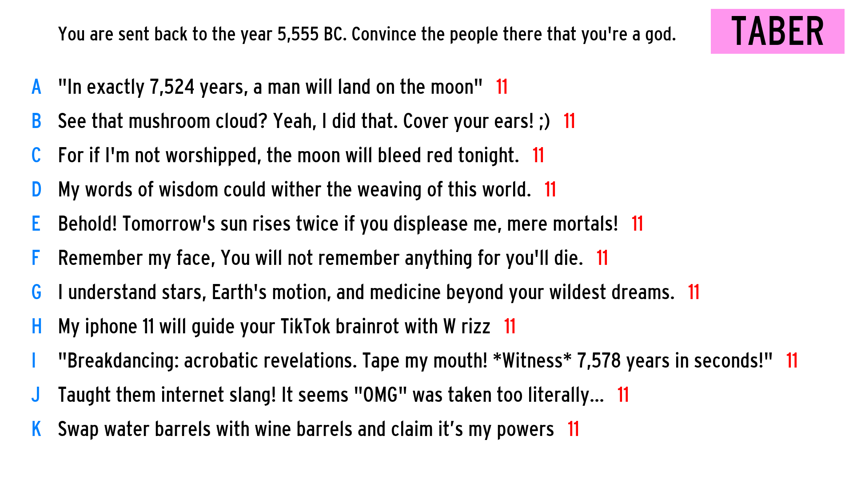 You are sent back to the year 5,555 BC. Convince the people there that you're a god.
TABER
A "In exactly 7,524 years, a man will land on the moon" 11
B See that mushroom cloud? Yeah, I did that. Cover your ears! ;) 11
C For if I'm not worshipped, the moon will bleed red tonight. 11
D My words of wisdom could wither the weaving of this world. 11
E Behold! Tomorrow's sun rises twice if you displease me, mere mortals! 11
F Remember my face, You will not remember anything for you'll die. 11
G I understand stars, Earth's motion, and medicine beyond your wildest dreams. 11
H My iphone 11 will guide your TikTok brainrot with W rizz 11
I "Breakdancing: acrobatic revelations. Tape my mouth! *Witness* 7,578 years in seconds!" 11
J Taught them internet slang! It seems "OMG" was taken too literally... 11
K Swap water barrels with wine barrels and claim it’s my powers 11